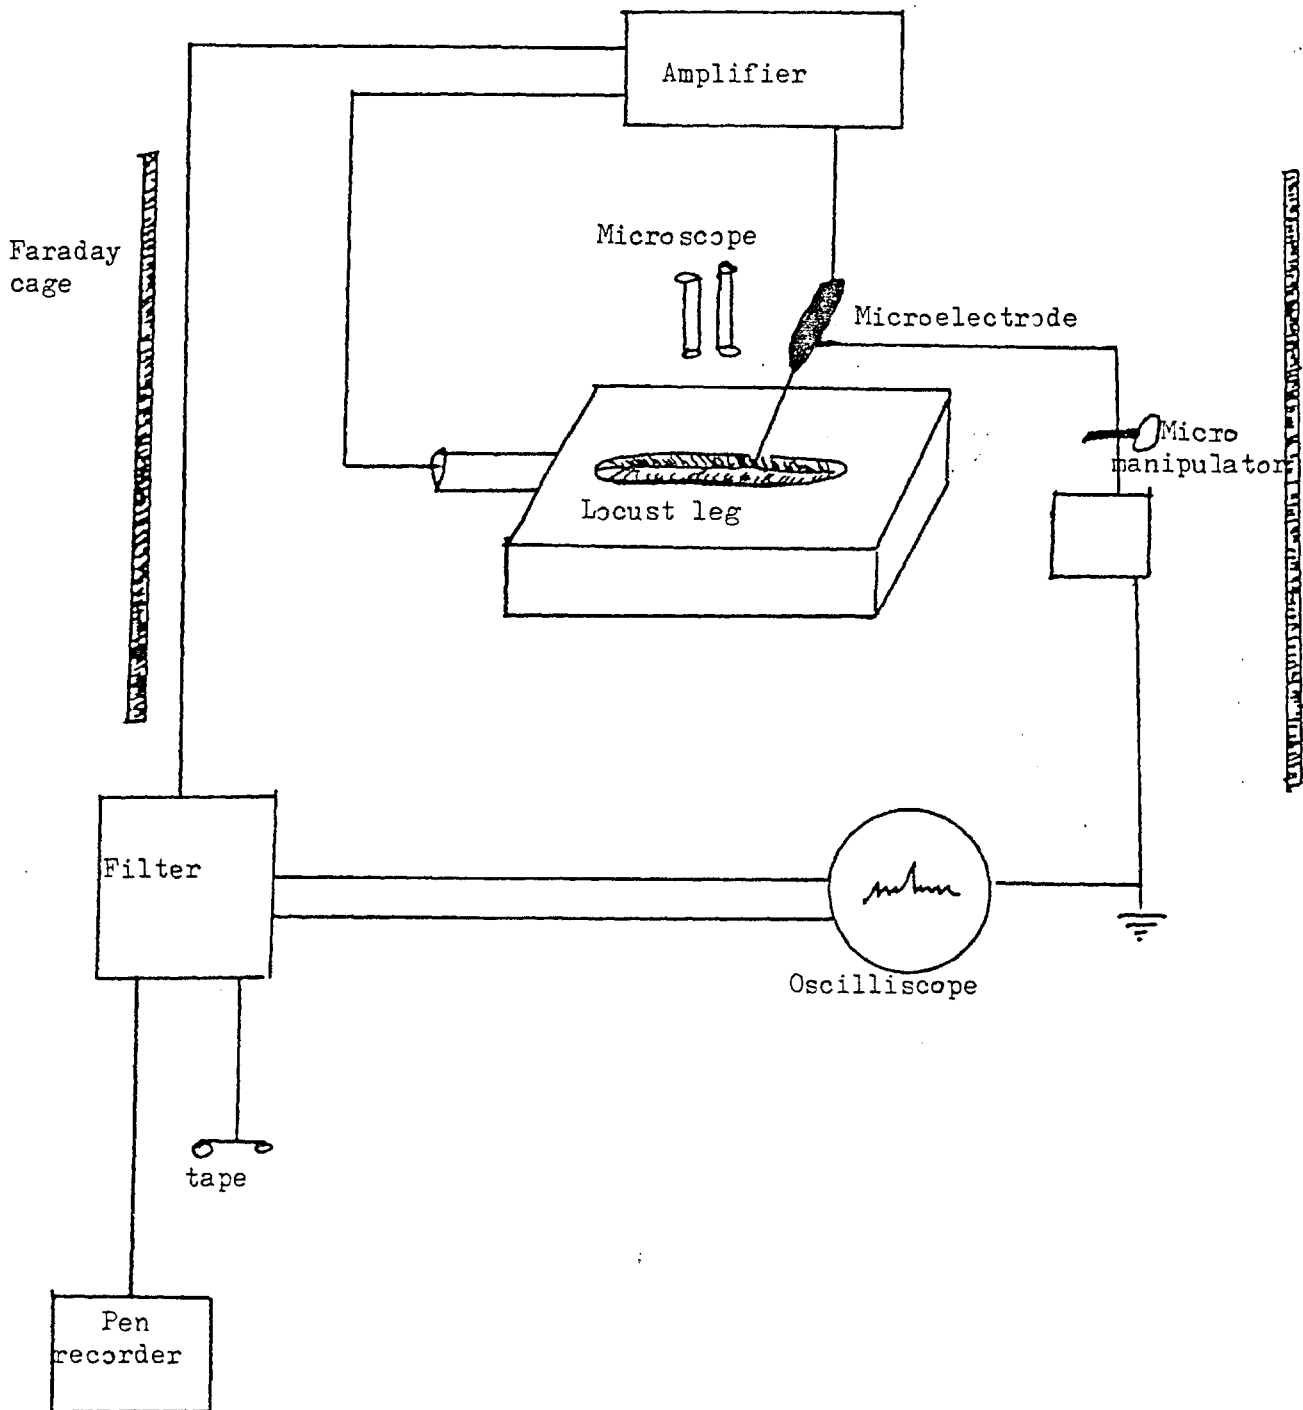 Amplifier
Microscope
Faraday
cage
Microelectrode
Micro
manipulator
Locust leg
Filter
Oscilliscope
tape
Pen
recorder